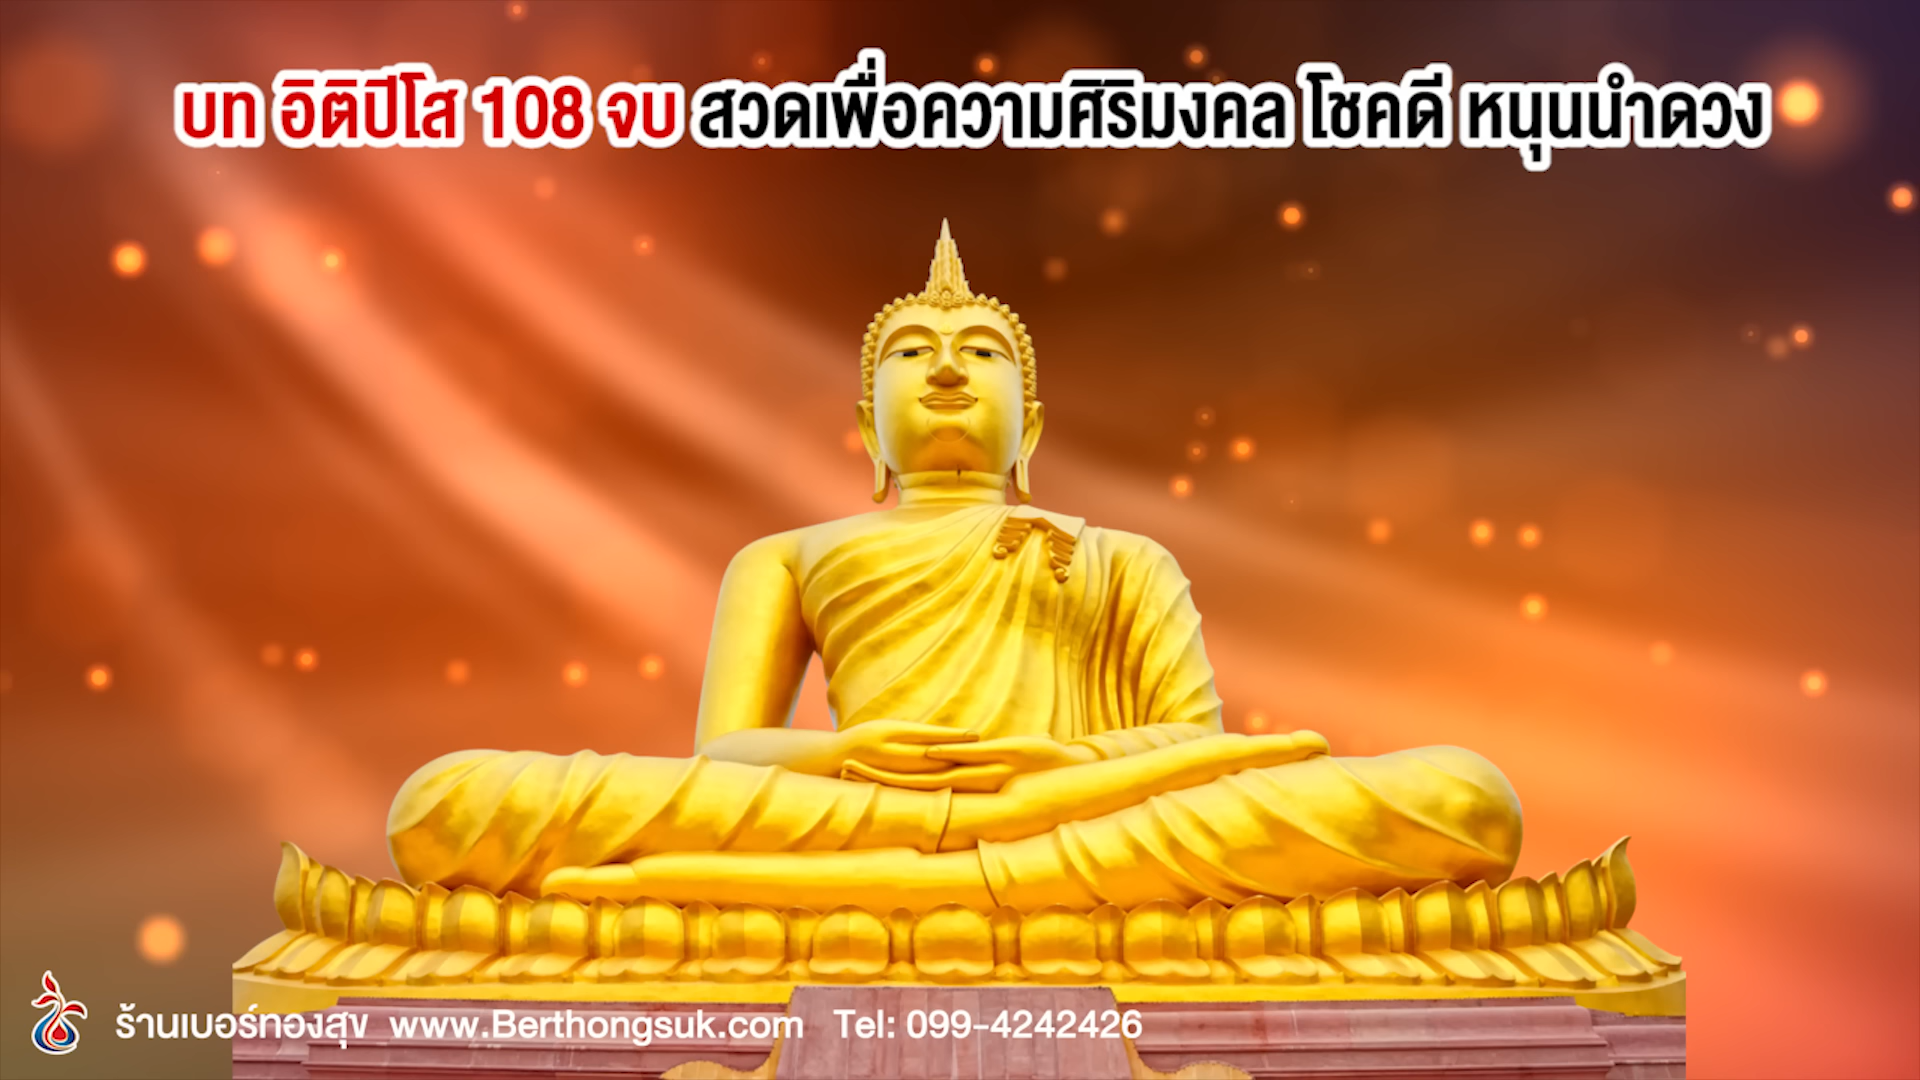 บท อิติปิโส 108 จบ สวดเพื่อความศิริมงคล โชคดี หนุนนำดวง
ร้านเบอร์ทองสุข www.Berthongsuk.com Tel: 099-4242426